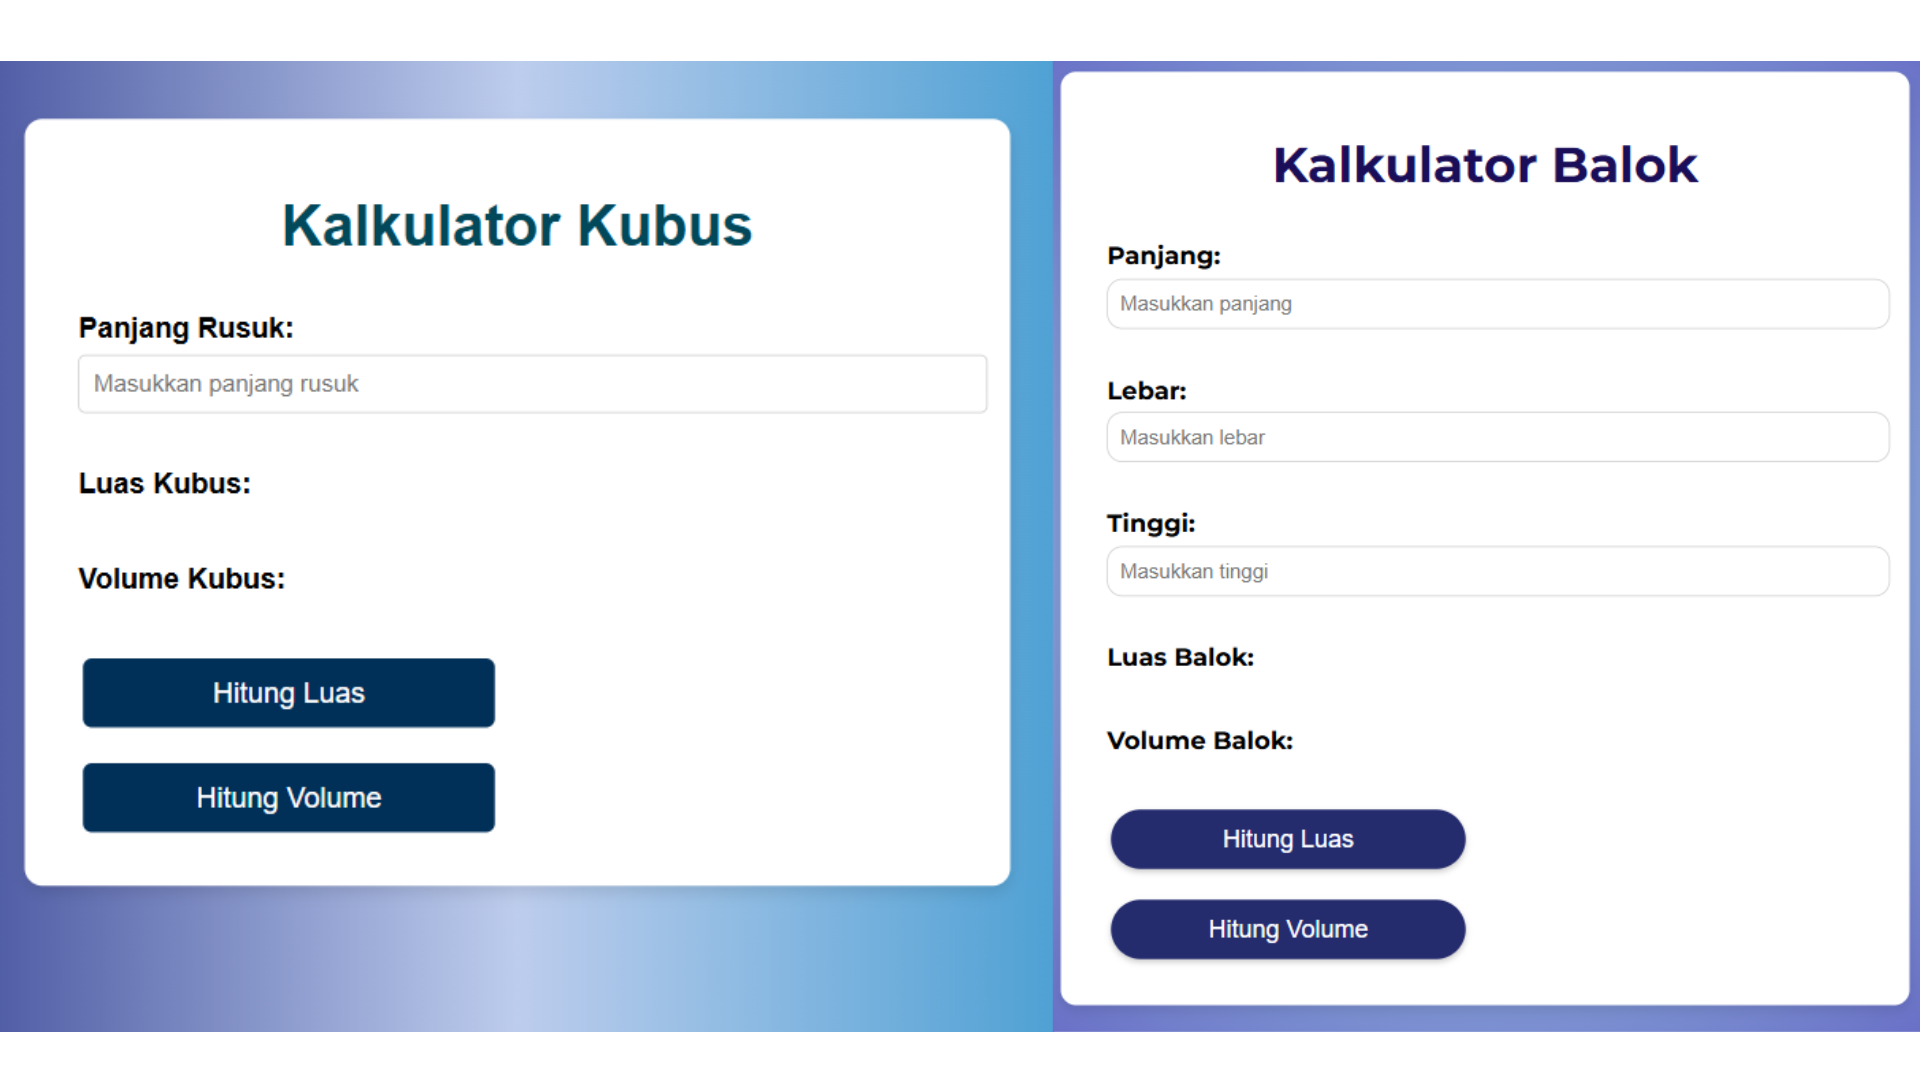 Kalkulator Kubus
Panjang Rusuk:
Masukkan panjang rusuk
Luas Kubus:
Volume Kubus:
Hitung Luas
Hitung Volume
Kalkulator Balok
Panjang:
Masukkan panjang
Lebar:
Masukkan lebar
Tinggi:
Masukkan tinggi
Luas Balok:
Volume Balok:
Hitung Luas
Hitung Volume